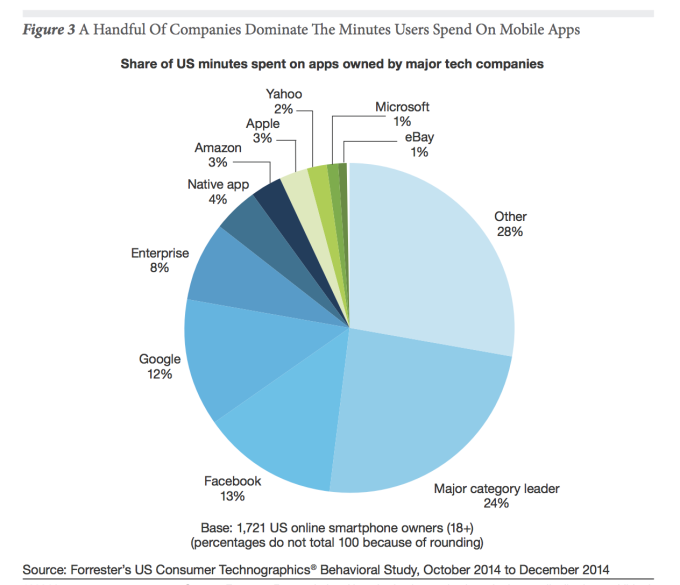 Figure 3 A Handful Of Companies Dominate The Minutes Users Spend On Mobile Apps
Share of US minutes spent on apps owned by major tech companies
Yahoo
2%
Microsoft
1%
Apple
3%
eBay
1%
Amazon
3%
Native app
4%
Other
28%
Enterprise
8%
Google
12%
Facebook
13%
Major category leader
24%
Base: 1,721 US online smartphone owners (18+)
(percentages do not total 100 because of rounding)
Source: Forrester's US Consumer Technographics® Behavioral Study, October 2014 to December 2014